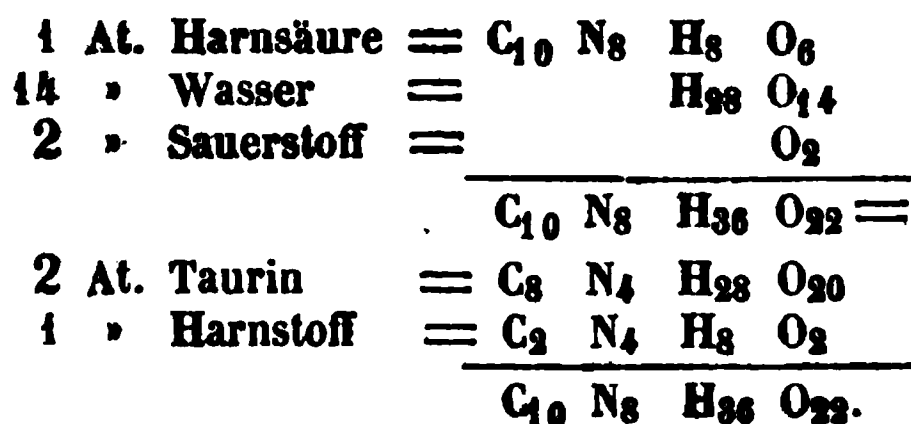 1 At. Harnsäure = C₁₀ N₈ H₈ O₆
14 » Wasser = H₂₈ O₁₄
2 » Sauerstoff = O₂
C₁₀ N₈ H₃₆ O₂₂ =
2 At. Taurin = C₈ N₄ H₂₈ O₂₀
1 » Harnstoff = C₂ N₄ H₈ O₂
C₁₀ N₈ H₃₆ O₂₂.